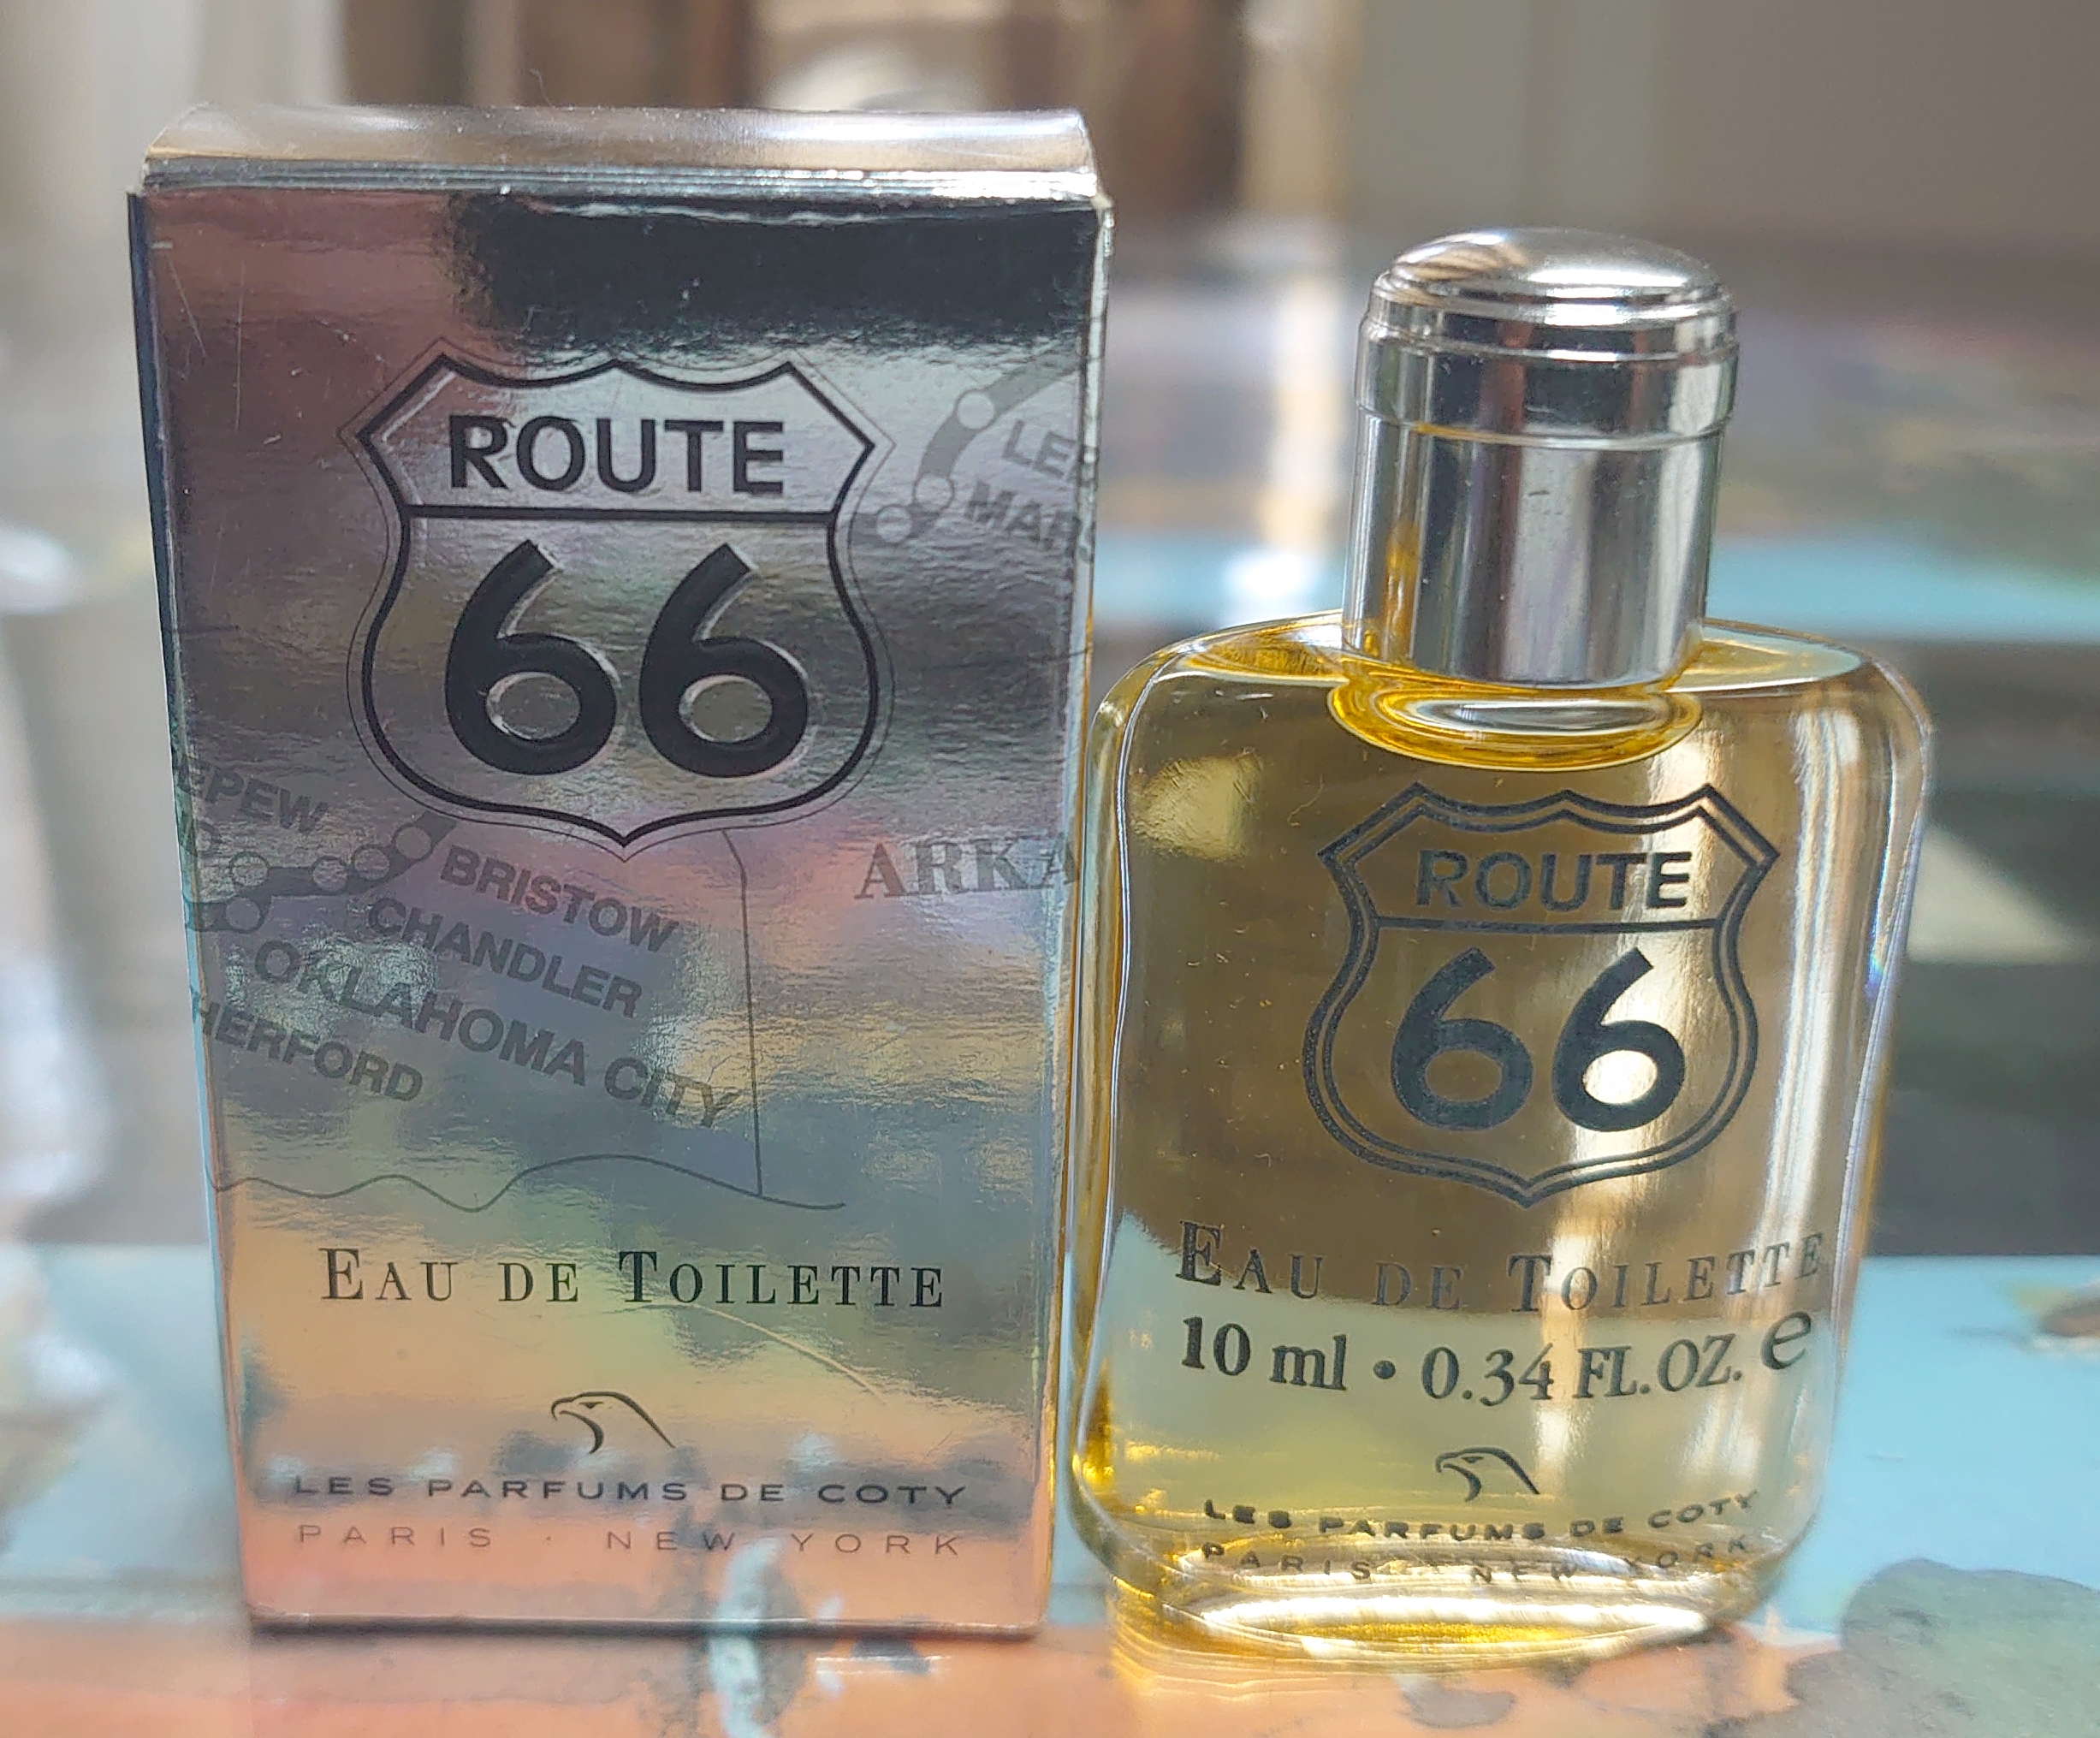 ROUTE
66
BRISTOW
CHANDLER
OKLAHOMA CITY
EAU DE TOILETTE
LES PARFUMS DE COTY
PARIS · NEW YORK
ROUTE
66
EAU DE TOILETTE
10 ml • 0.34 FL.OZ. e
LES PARFUMS DE COTY
PARIS · NEW YORK